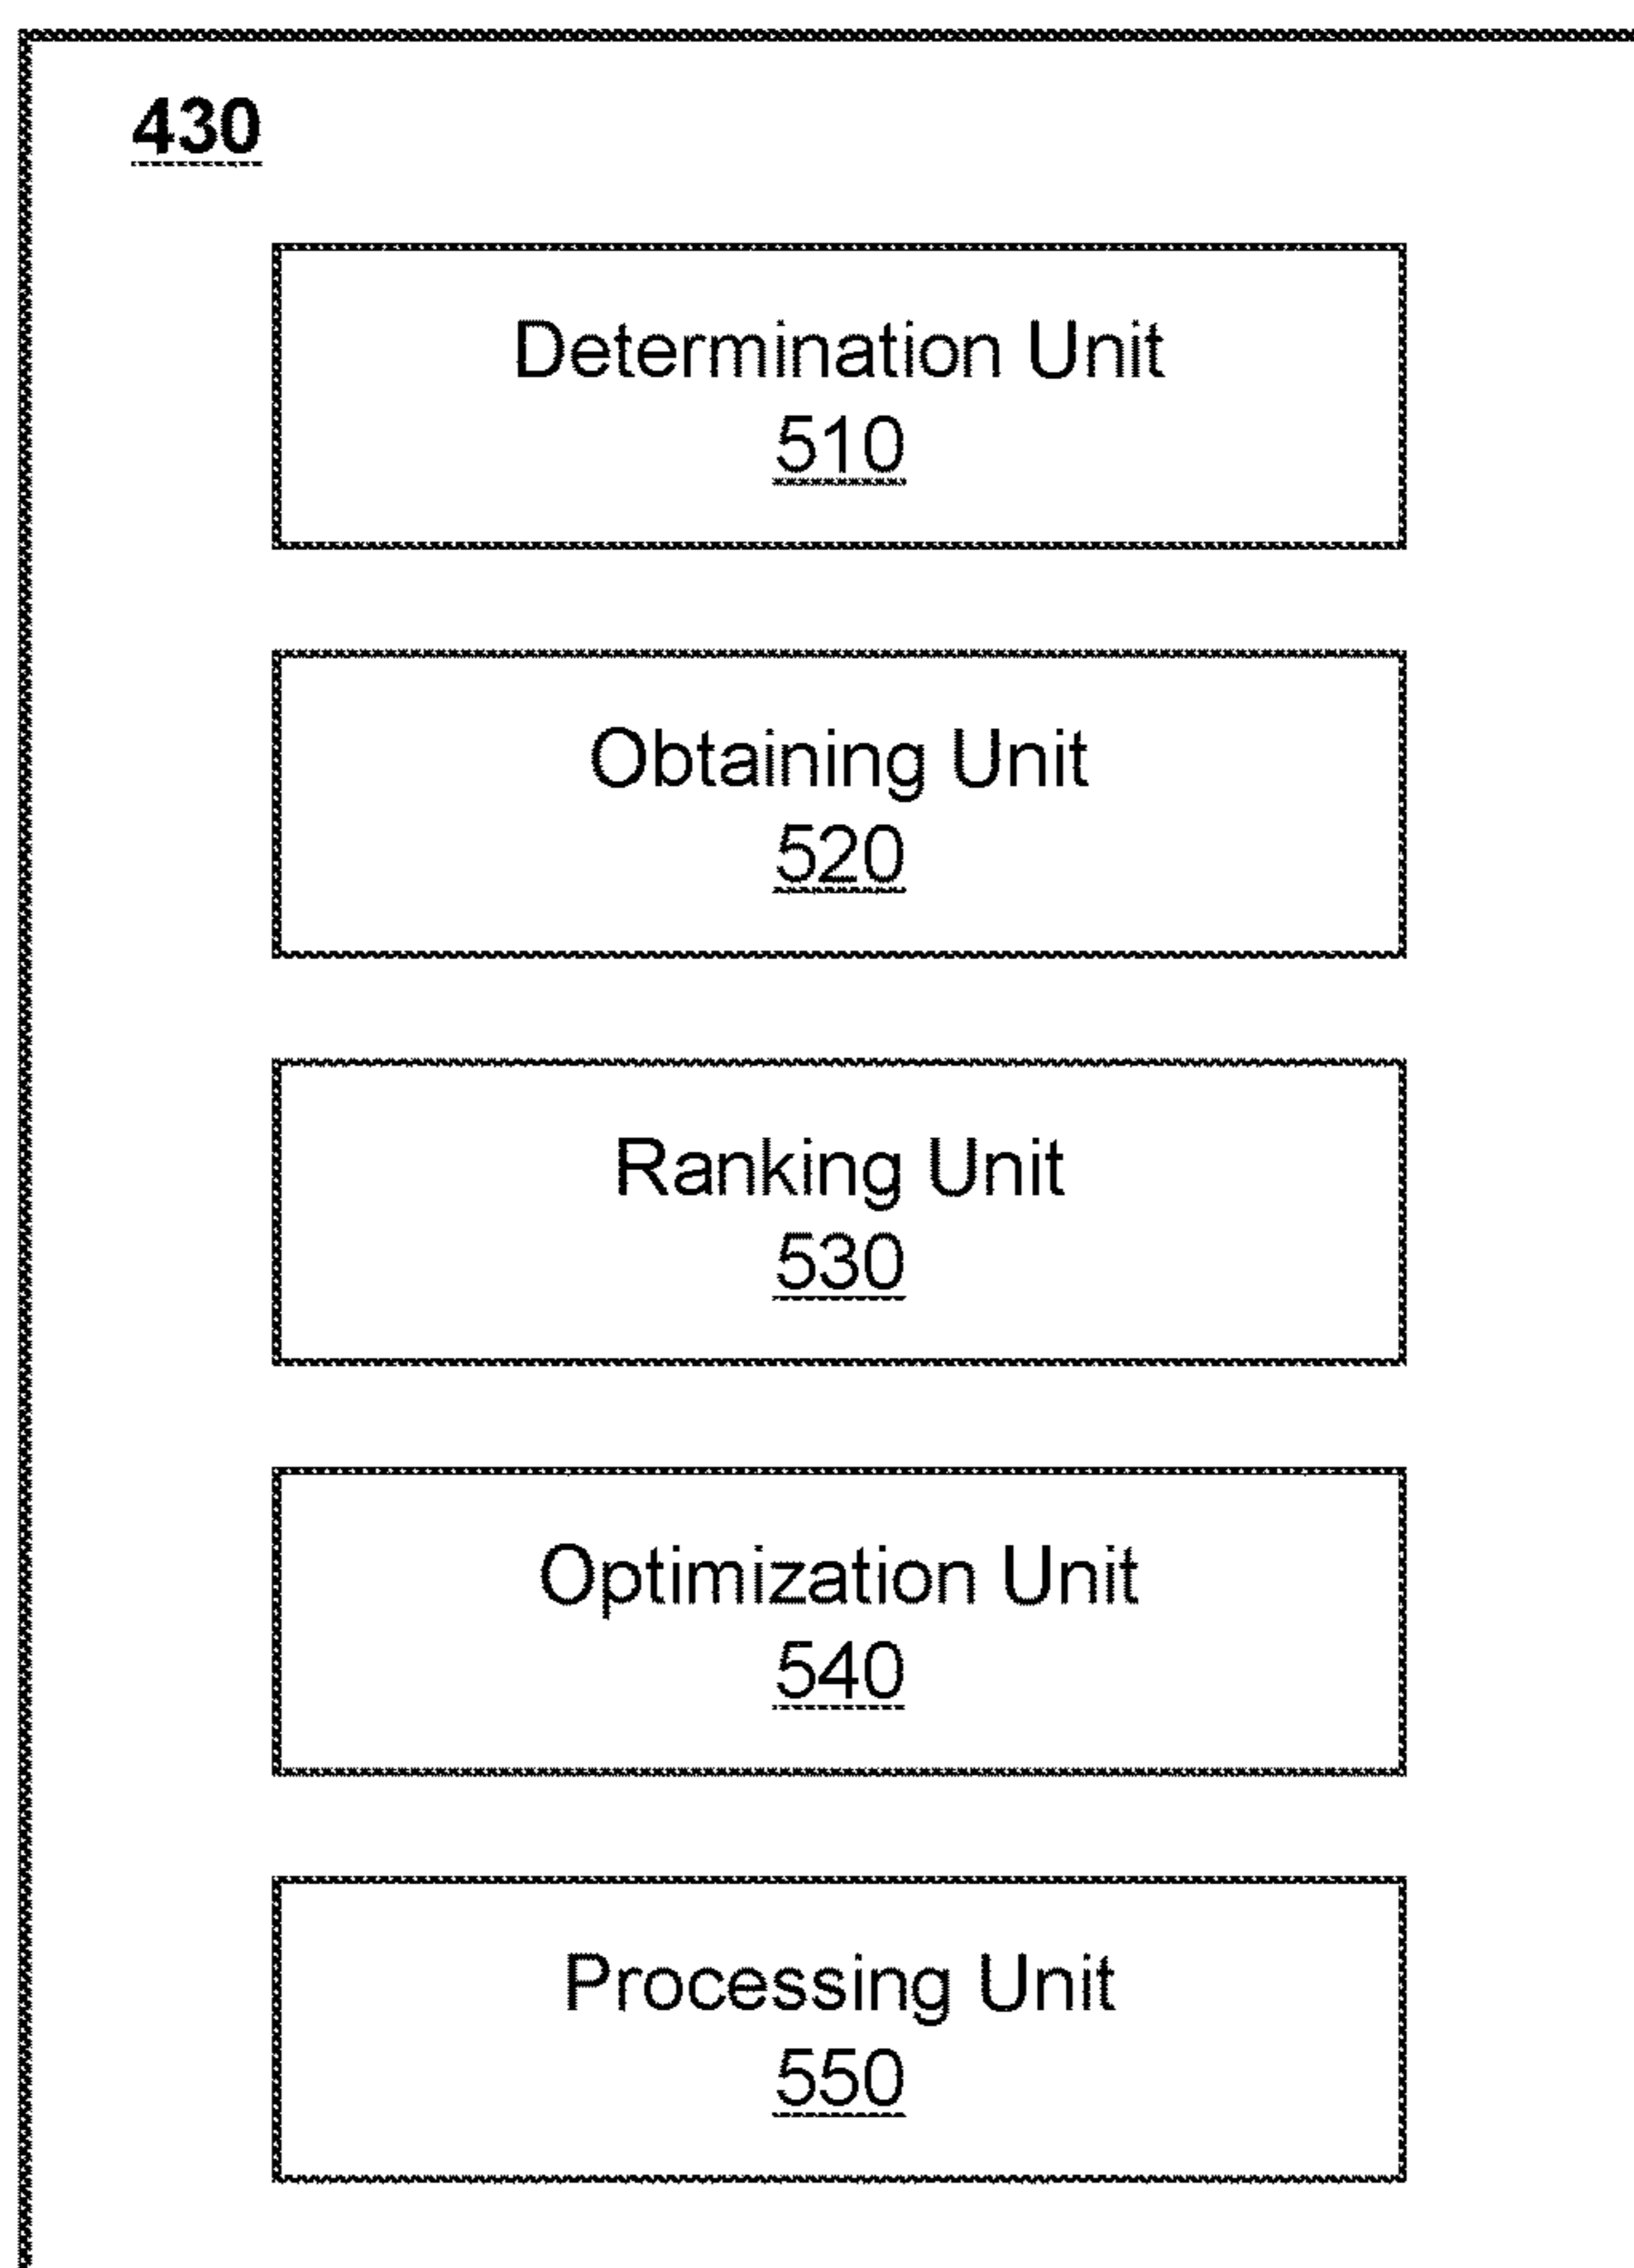 430
Determination Unit
510
Obtaining Unit
520
Ranking Unit
530
Optimization Unit
540
Processing Unit
550